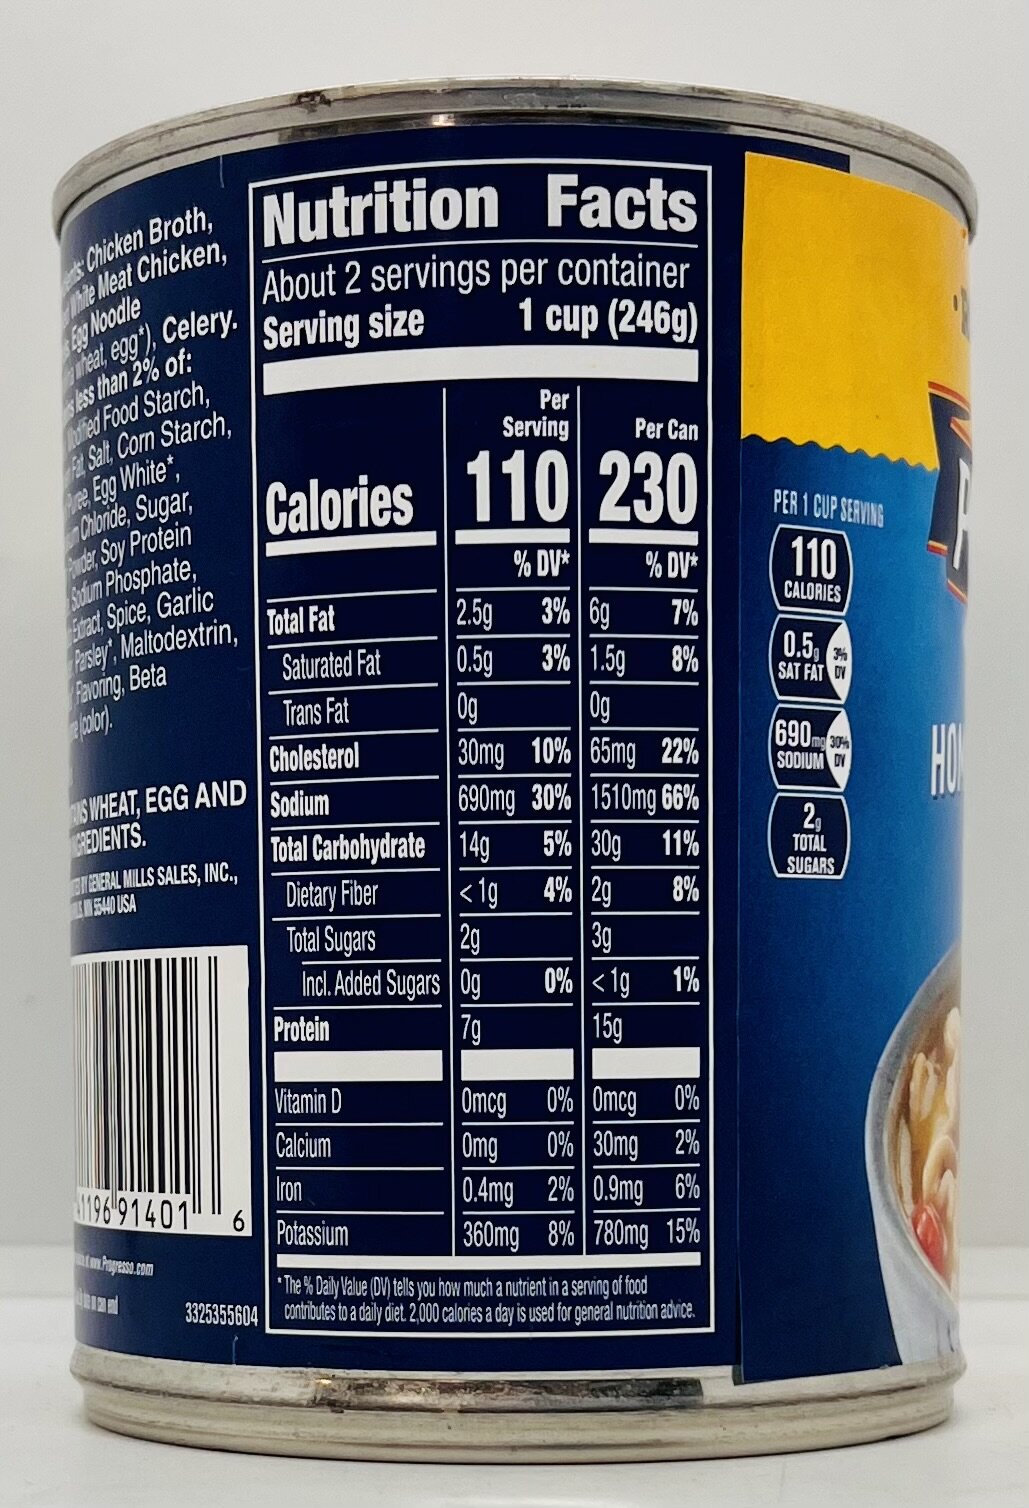 Chicken Broth,
White Meat Chicken,
Egg Noodle
wheat, egg*), Celery.
less than 2% of:
Food Starch,
Fat, Salt, Corn Starch,
Egg White*,
Chloride, Sugar,
Powder, Soy Protein
Sodium Phosphate,
Extract, Spice, Garlic
Parsley*, Maltodextrin,
Flavoring, Beta
(color).
WHEAT, EGG AND
BY GENERAL MILLS SALES, INC.,
MN 55440 USA
91401 6
www.Progresso.com
on can end
3325355604
Nutrition Facts
About 2 servings per container
Serving size 1 cup (246g)
Per Serving Per Can
Calories 110 230
% DV* % DV*
Total Fat 2.5g 3% 6g 7%
Saturated Fat 0.5g 3% 1.5g 8%
Trans Fat 0g 0g
Cholesterol 30mg 10% 65mg 22%
Sodium 690mg 30% 1510mg 66%
Total Carbohydrate 14g 5% 30g 11%
Dietary Fiber <1g 4% 2g 8%
Total Sugars 2g 3g
Incl. Added Sugars 0g 0% <1g 1%
Protein 7g 15g
Vitamin D 0mcg 0% 0mcg 0%
Calcium 0mg 0% 30mg 2%
Iron 0.4mg 2% 0.9mg 6%
Potassium 360mg 8% 780mg 15%
* The % Daily Value (DV) tells you how much a nutrient in a serving of food
contributes to a daily diet. 2,000 calories a day is used for general nutrition advice.
PER 1 CUP SERVING
110
CALORIES
0.5g 3%
SAT FAT DV
690mg 30%
SODIUM DV
2g
TOTAL
SUGARS